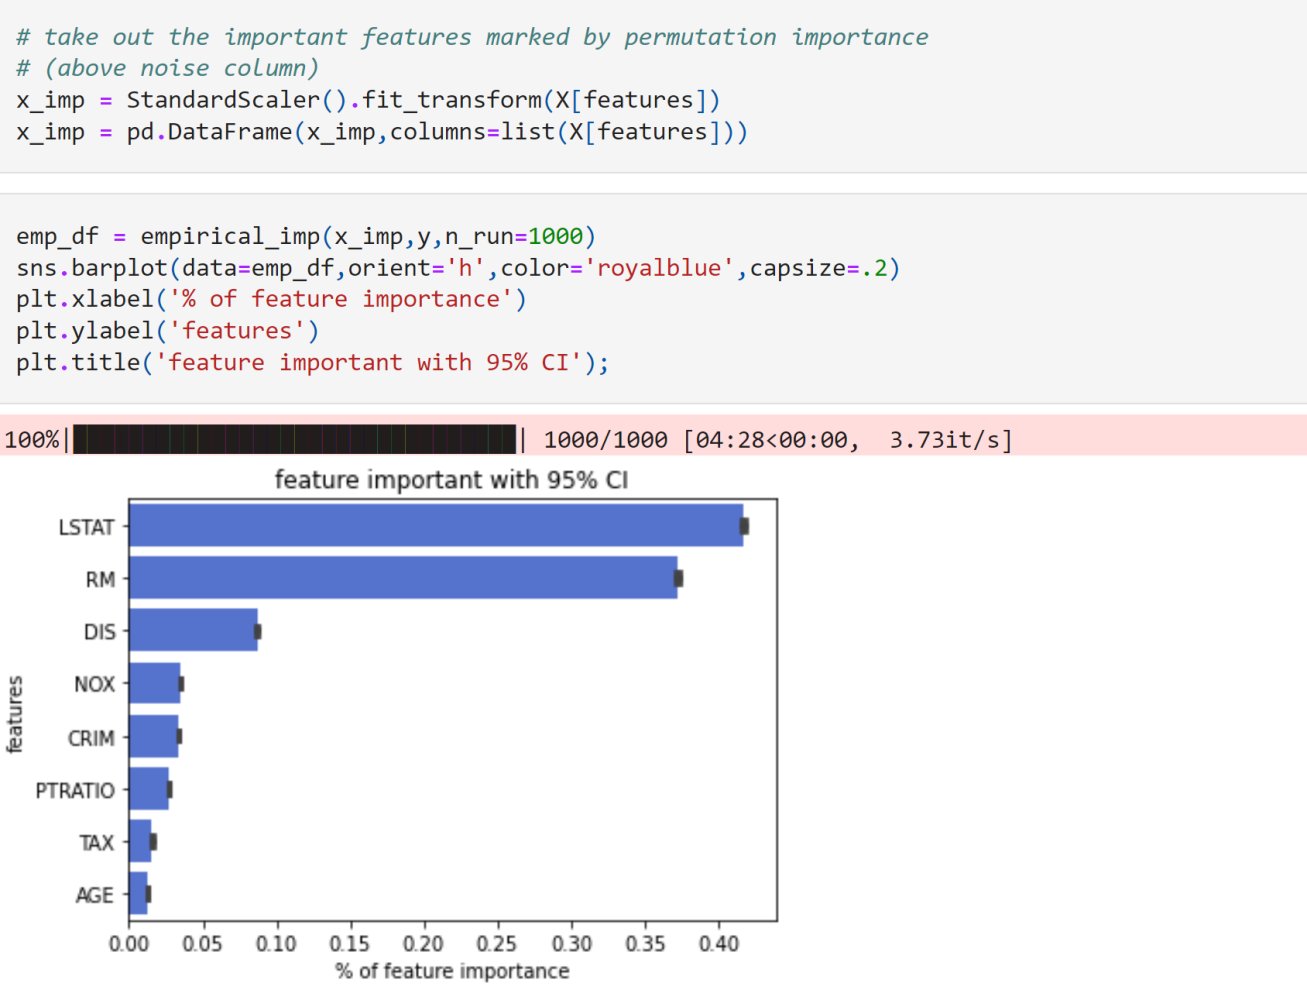 # take out the important features marked by permutation importance
# (above noise column)
x_imp = StandardScaler().fit_transform(X[features])
x_imp = pd.DataFrame(x_imp,columns=list(X[features]))
emp_df = empirical_imp(x_imp,y,n_run=1000)
sns.barplot(data=emp_df,orient='h',color='royalblue',capsize=.2)
plt.xlabel('% of feature importance')
plt.ylabel('features')
plt.title('feature important with 95% CI');
100%|██████████| 1000/1000 [04:28<00:00,  3.73it/s]
feature important with 95% CI
features
LSTAT
RM
DIS
NOX
CRIM
PTRATIO
TAX
AGE
0.00 0.05 0.10 0.15 0.20 0.25 0.30 0.35 0.40
% of feature importance